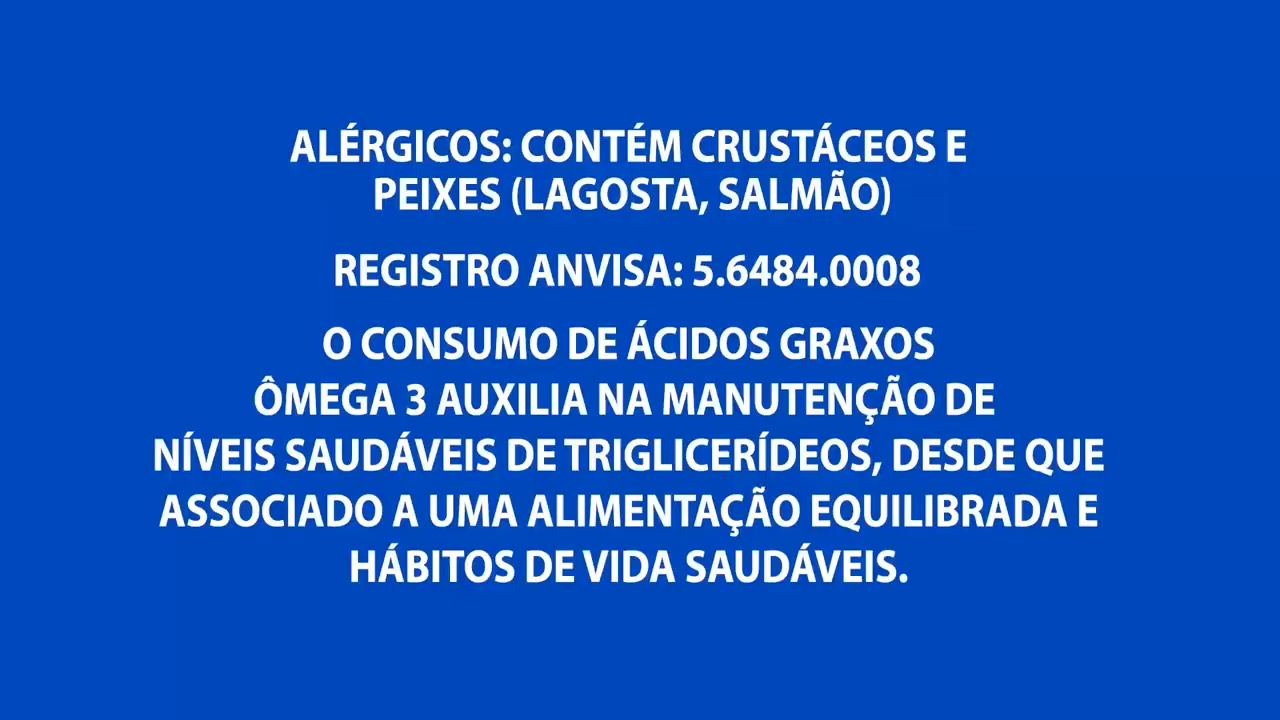 ALÉRGICOS: CONTÉM CRUSTÁCEOS E
PEIXES (LAGOSTA, SALMÃO)
REGISTRO ANVISA: 5.6484.0008
O CONSUMO DE ÁCIDOS GRAXOS
ÔMEGA 3 AUXILIA NA MANUTENÇÃO DE
NÍVEIS SAUDÁVEIS DE TRIGLICERÍDEOS, DESDE QUE
ASSOCIADO A UMA ALIMENTAÇÃO EQUILIBRADA E
HÁBITOS DE VIDA SAUDÁVEIS.